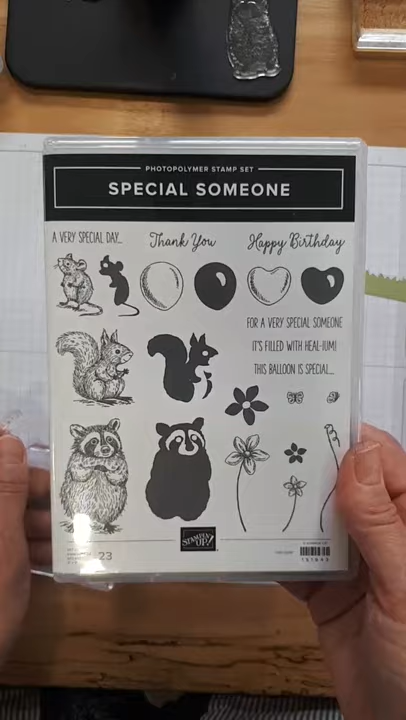 PHOTOPOLYMER STAMP SET
SPECIAL SOMEONE
A VERY SPECIAL DAY...
Thank You
Happy Birthday
FOR A VERY SPECIAL SOMEONE
IT'S FILLED WITH HEAL-IUM!
THIS BALLOON IS SPECIAL...
STAMPIN' UP!
23